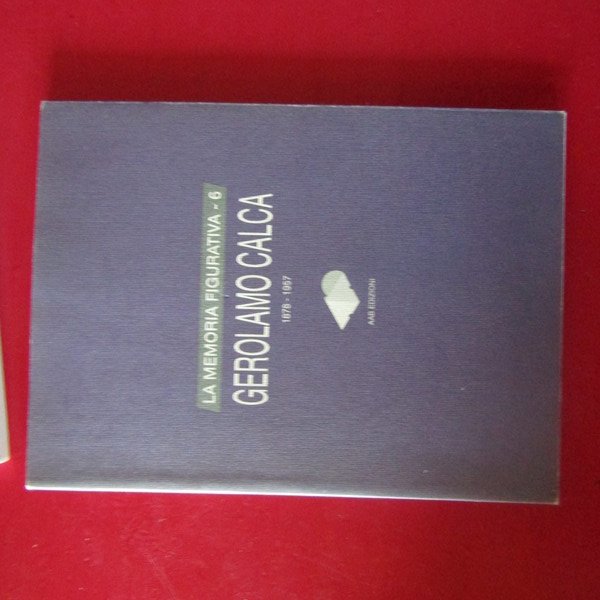 LA MEMORIA FIGURATIVA - 6
GEROLAMO CALCA
1878 - 1957
AAB EDIZIONI